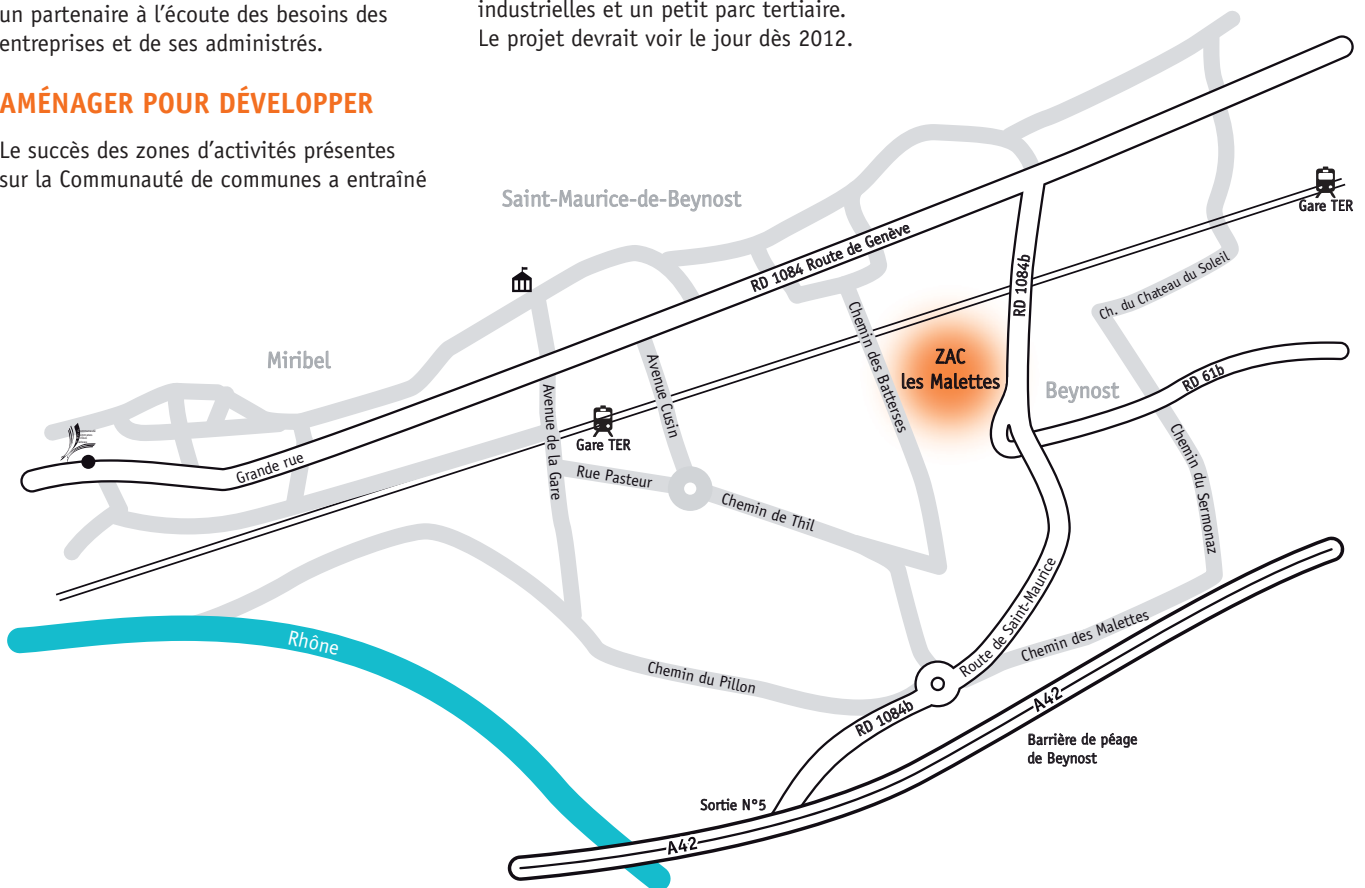 un partenaire à l'écoute des besoins des
entreprises et de ses administrés.
AMÉNAGER POUR DÉVELOPPER
Le succès des zones d'activités présentes
sur la Communauté de communes a entraîné
industrielles et un petit parc tertiaire.
Le projet devrait voir le jour dès 2012.
Saint-Maurice-de-Beynost
Gare TER
RD 1084 Route de Genève
RD 1084b
Ch. du Chateau du Soleil
Miribel
Chemin des Batterses
ZAC
les Malettes
Beynost
RD 61b
Avenue Cusin
Avenue de la Gare
Gare TER
Grande rue
Rue Pasteur
Chemin de Thil
Chemin du Sermonaz
Rhône
Route de Saint-Maurice
Chemin des Malettes
Chemin du Pillon
RD 1084b
A42
Barrière de péage
de Beynost
Sortie N°5
A42